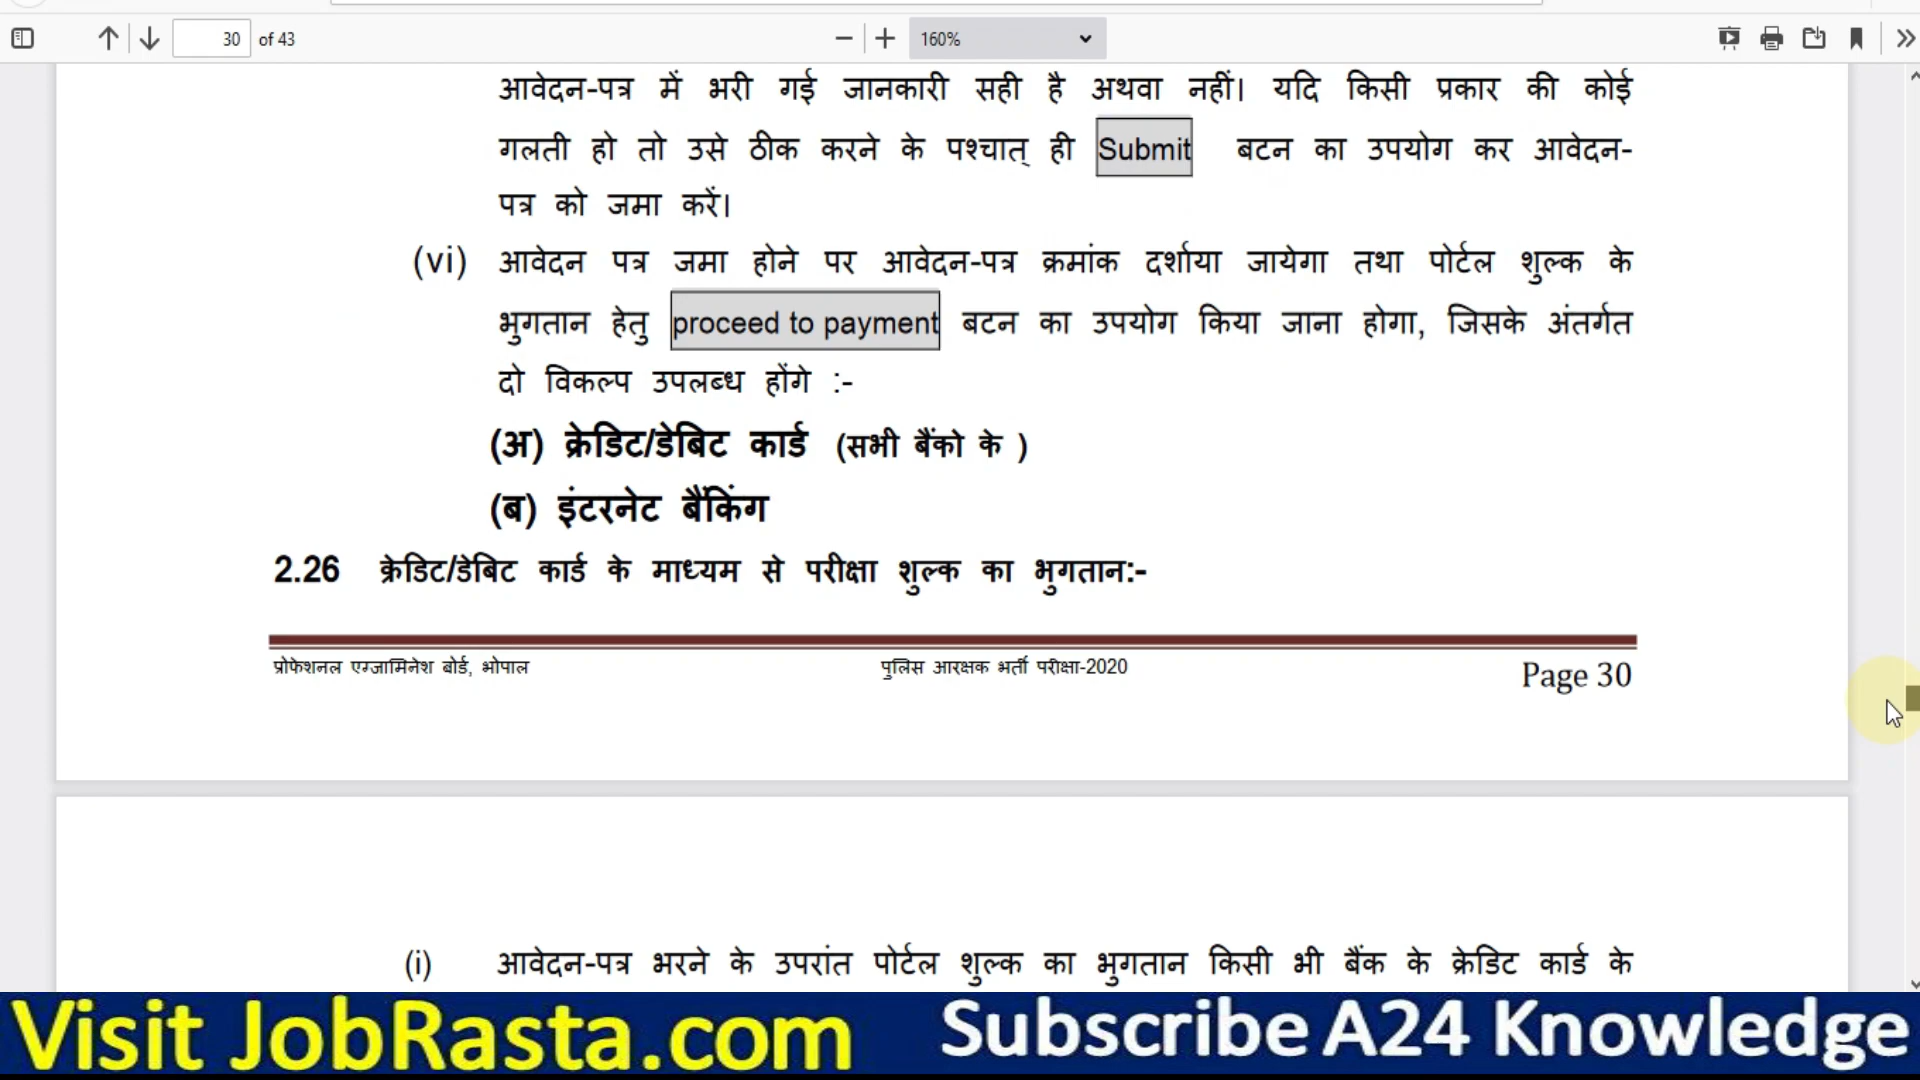 30 of 43
160%
आवेदन-पत्र में भरी गई जानकारी सही है अथवा नहीं। यदि किसी प्रकार की कोई
गलती हो तो उसे ठीक करने के पश्चात् ही Submit बटन का उपयोग कर आवेदन-
पत्र को जमा करें।
(vi) आवेदन पत्र जमा होने पर आवेदन-पत्र क्रमांक दर्शाया जायेगा तथा पोर्टल शुल्क के
भुगतान हेतु proceed to payment बटन का उपयोग किया जाना होगा, जिसके अंतर्गत
दो विकल्प उपलब्ध होंगे :-
(अ) क्रेडिट/डेबिट कार्ड (सभी बैंको के )
(ब) इंटरनेट बैंकिंग
2.26 क्रेडिट/डेबिट कार्ड के माध्यम से परीक्षा शुल्क का भुगतान:-
प्रोफेशनल एग्जामिनेश बोर्ड, भोपाल पुलिस आरक्षक भर्ती परीक्षा-2020 Page 30
(i) आवेदन-पत्र भरने के उपरांत पोर्टल शुल्क का भुगतान किसी भी बैंक के क्रेडिट कार्ड के
Visit JobRasta.com Subscribe A24 Knowledge